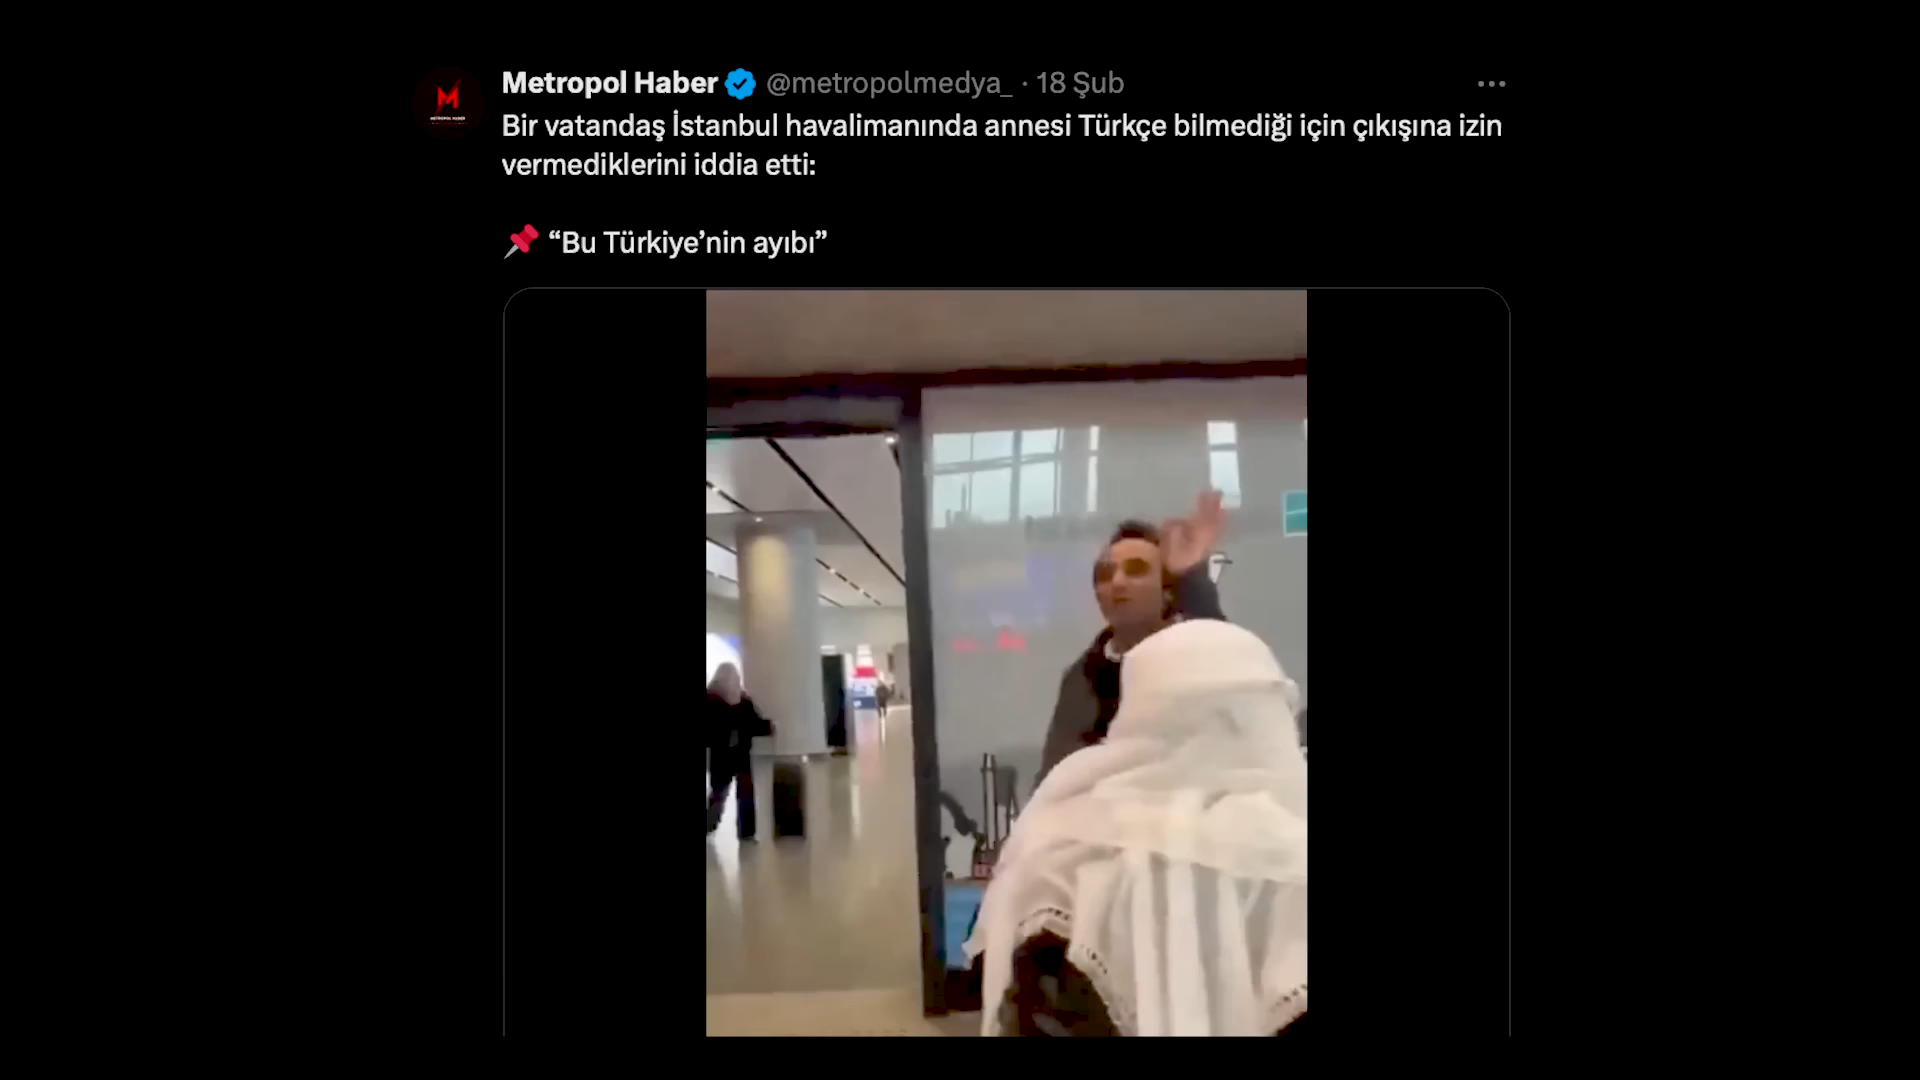 Metropol Haber @metropolmedya_ · 18 Şub
Bir vatandaş İstanbul havalimanında annesi Türkçe bilmediği için çıkışına izin
vermediklerini iddia etti:
📌 “Bu Türkiye’nin ayıbı”